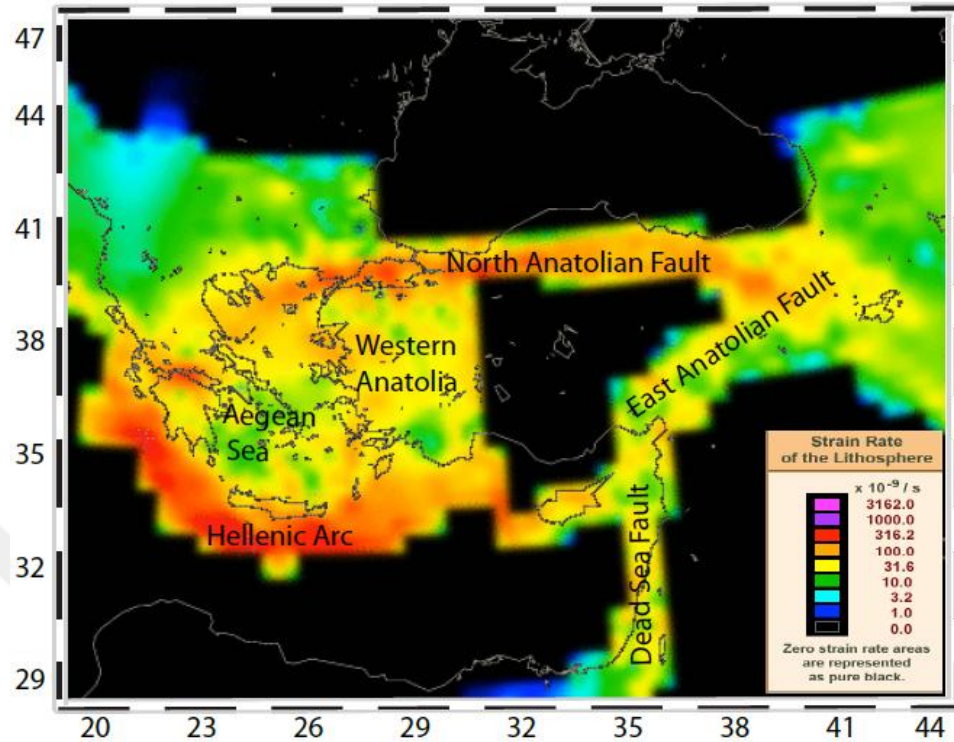 47
44
41
38
35
32
29
20
23
26
29
32
35
38
41
44
North Anatolian Fault
East Anatolian Fault
Western
Anatolia
Aegean
Sea
Hellenic Arc
Dead Sea Fault
Strain Rate
of the Lithosphere
x 10⁻⁹ / s
3162.0
1000.0
316.2
100.0
31.6
10.0
3.2
1.0
0.0
Zero strain rate areas
are represented
as pure black.